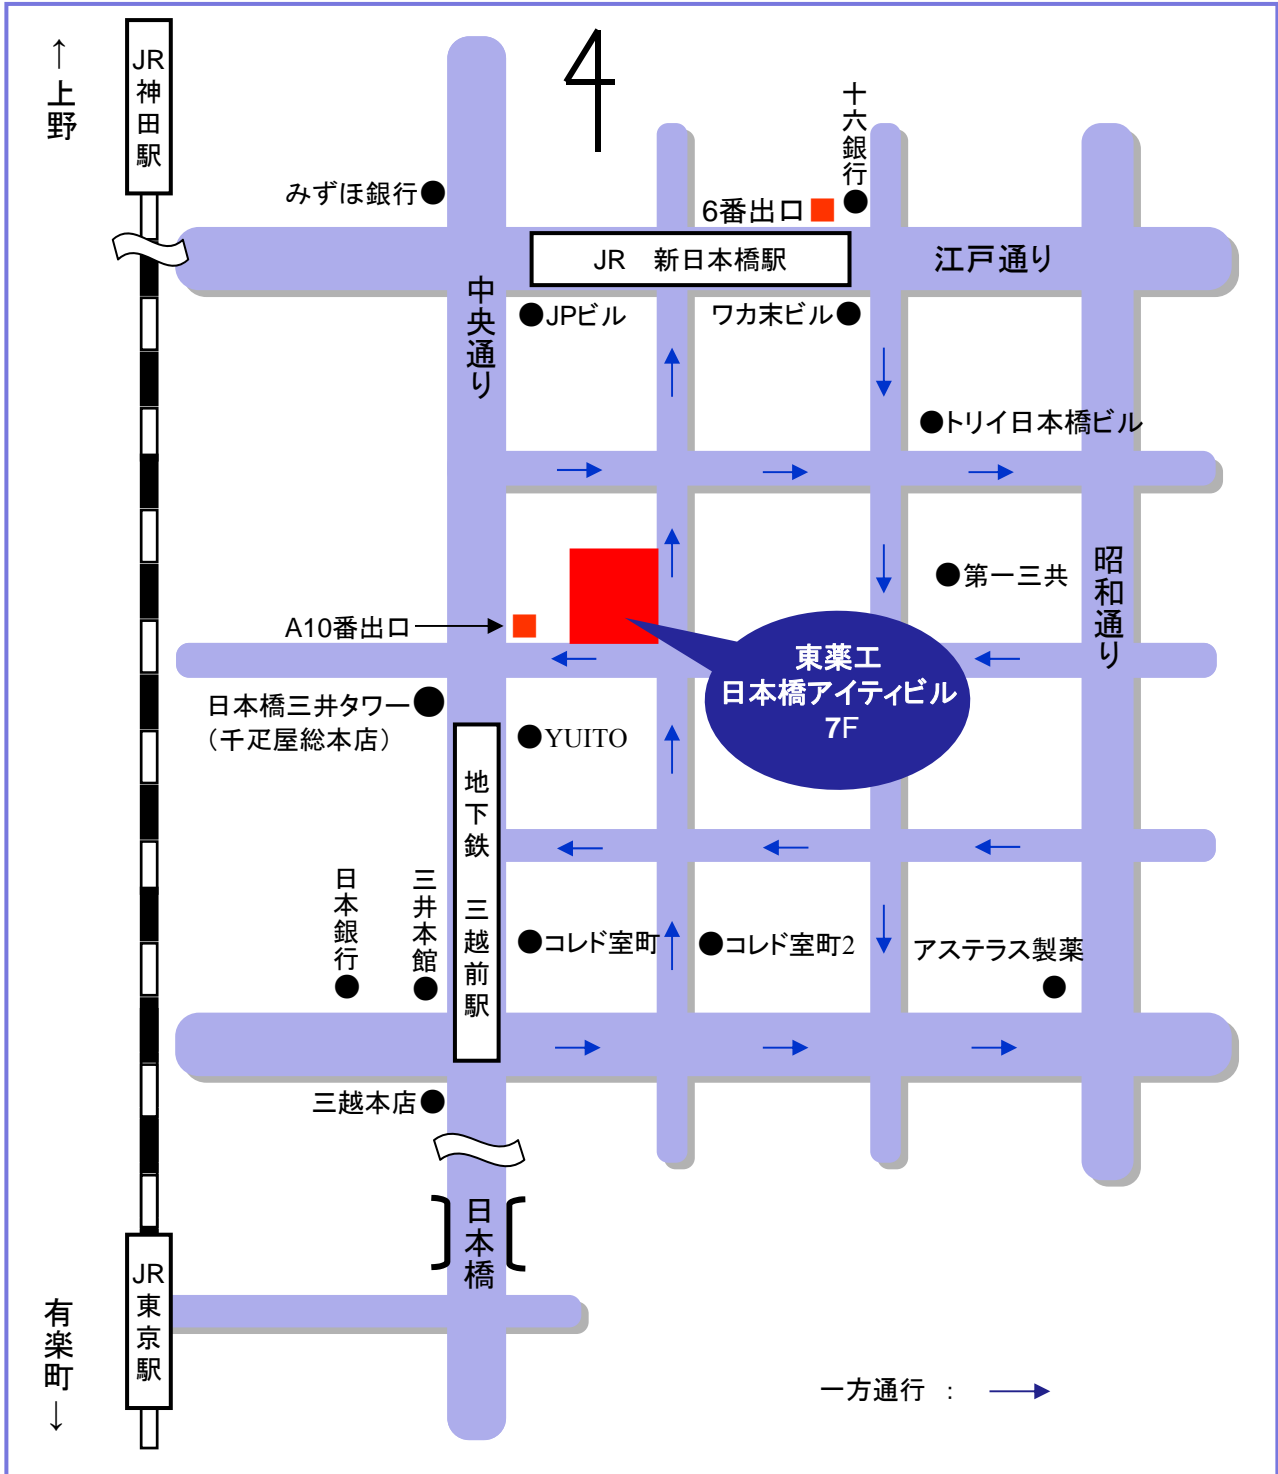 ↑上野
JR神田駅
十六銀行
みずほ銀行
6番出口
JR 新日本橋駅
江戸通り
中央通り
JPビル
ワカ末ビル
トリイ日本橋ビル
第一三共
昭和通り
A10番出口
東薬工
日本橋アイティビル
7F
日本橋三井タワー
(千疋屋総本店)
YUITO
地下鉄 三越前駅
日本銀行
三井本館
コレド室町
コレド室町2
アステラス製薬
三越本店
日本橋
JR東京駅
有楽町↓
一方通行 : →